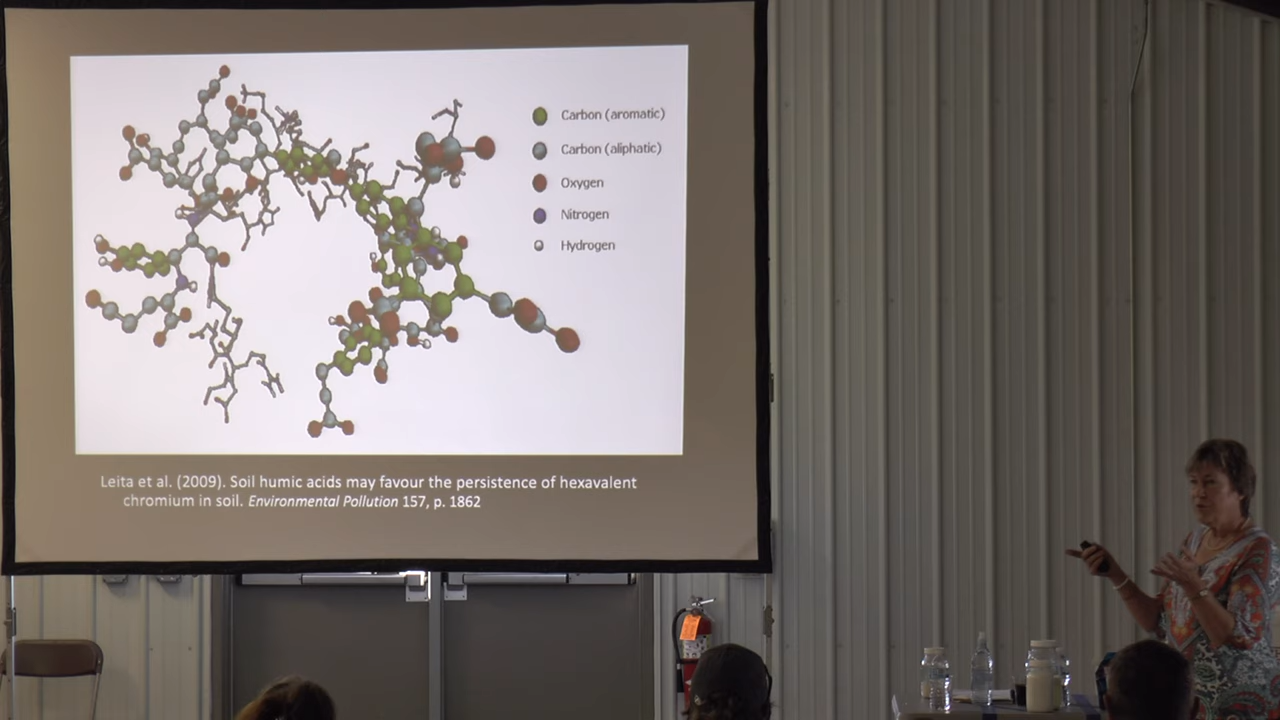 Carbon (aromatic)
Carbon (aliphatic)
Oxygen
Nitrogen
Hydrogen
Leita et al. (2009). Soil humic acids may favour the persistence of hexavalent
chromium in soil. Environmental Pollution 157, p. 1862